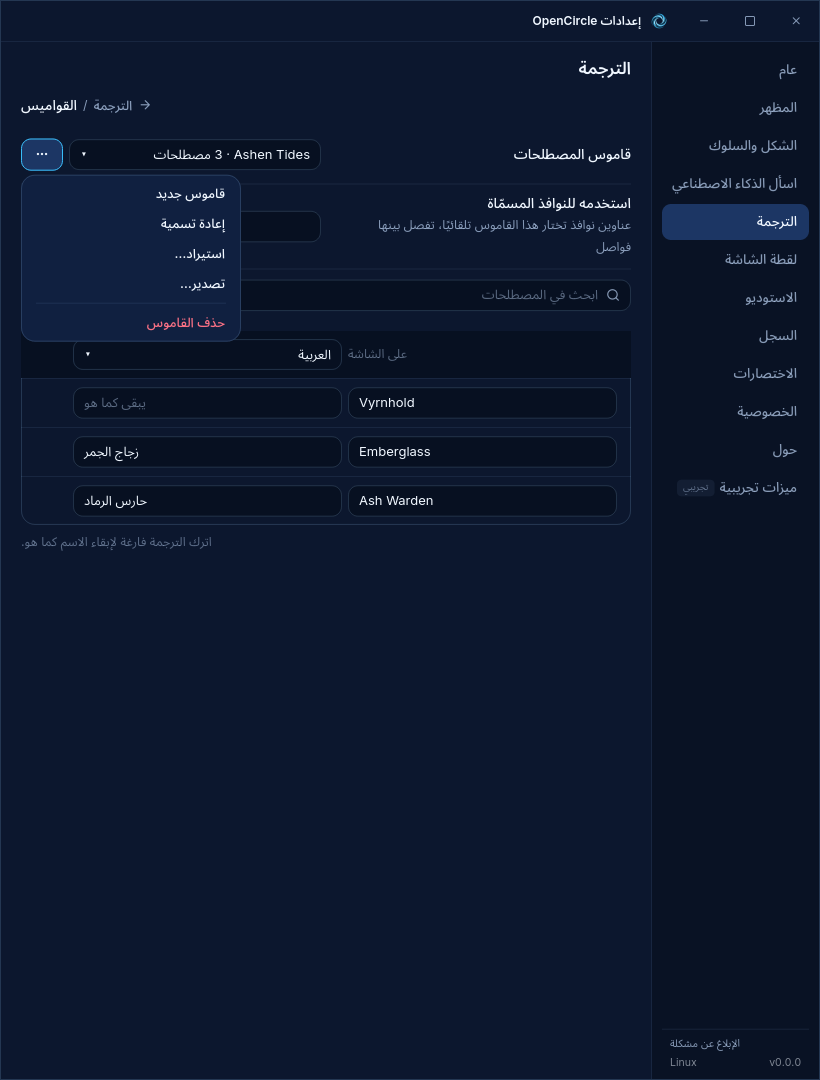 إعدادات OpenCircle
عام
المظهر
الشكل والسلوك
اسأل الذكاء الاصطناعي
الترجمة
لقطة الشاشة
الاستوديو
السجل
الاختصارات
الخصوصية
حول
ميزات تجريبية تجريبي
الإبلاغ عن مشكلة
v0.0.0 Linux
الترجمة
الترجمة / القواميس
قاموس المصطلحات
Ashen Tides · 3 مصطلحات
قاموس جديد
إعادة تسمية
استيراد...
تصدير...
حذف القاموس
استخدمه للنوافذ المسمّاة
عناوين نوافذ تختار هذا القاموس تلقائيًا، تفصل بينها
فواصل
ابحث في المصطلحات
على الشاشة
العربية
Vyrnhold
يبقى كما هو
Emberglass
زجاج الجمر
Ash Warden
حارس الرماد
اترك الترجمة فارغة لإبقاء الاسم كما هو.